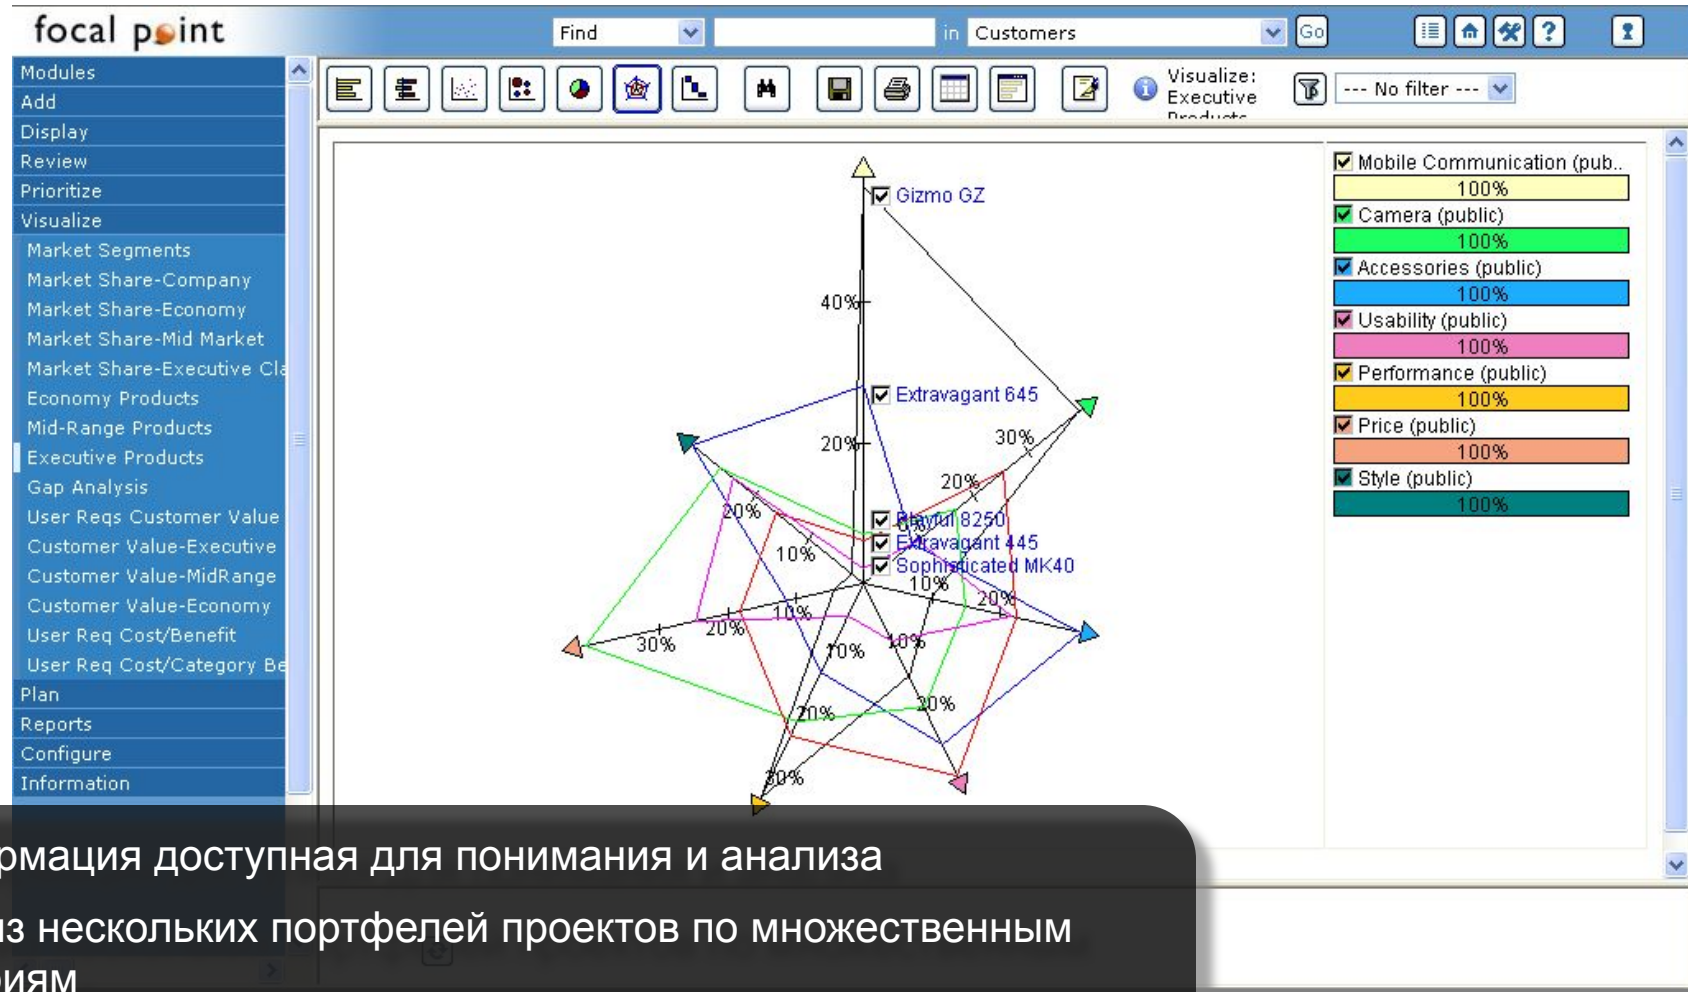 focal point
Find
in Customers
Go
?
Modules
Add
Display
Review
Prioritize
Visualize
Market Segments
Market Share-Company
Market Share-Economy
Market Share-Mid Market
Market Share-Executive Cla
Economy Products
Mid-Range Products
Executive Products
Gap Analysis
User Reqs Customer Value
Customer Value-Executive
Customer Value-MidRange
Customer Value-Economy
User Req Cost/Benefit
User Req Cost/Category Be
Plan
Reports
Configure
Information
Visualize:
Executive
Products
--- No filter ---
Gizmo GZ
40%
Extravagant 645
20%
30%
20%
20%
Playful 8250
10%
Extravagant 445
Sophisticated MK40
10%
20%
10%
20%
30%
10%
10%
20%
20%
30%
Mobile Communication (pub..
100%
Camera (public)
100%
Accessories (public)
100%
Usability (public)
100%
Performance (public)
100%
Price (public)
100%
Style (public)
100%
рмация доступная для понимания и анализа
из нескольких портфелей проектов по множественным
риям